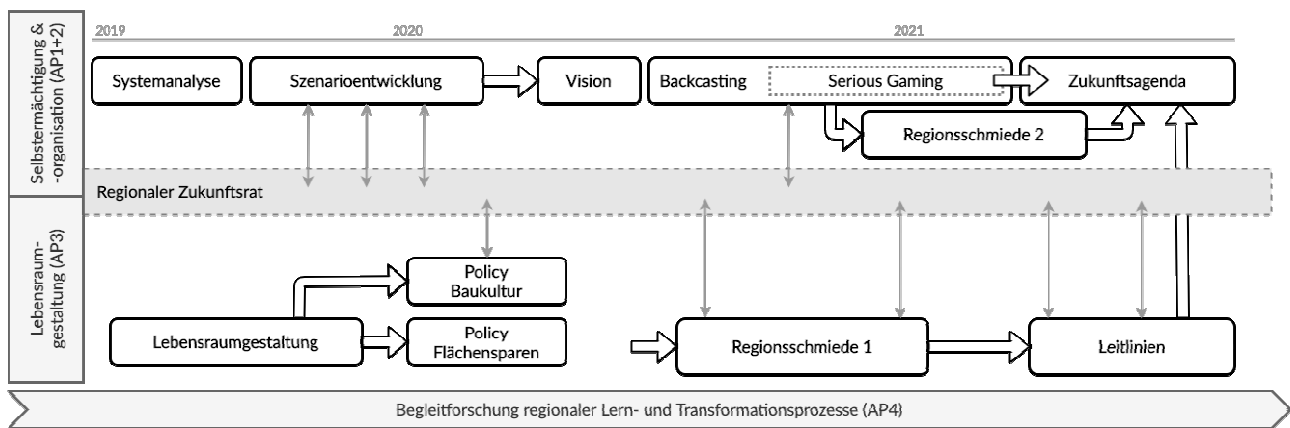 2019
2020
2021
Selbstermächtigung &
-organisation (AP1+2)
Systemanalyse
Szenarioentwicklung
Vision
Backcasting
Serious Gaming
Zukunftsagenda
Regionsschmiede 2
Regionaler Zukunftsrat
Lebensraum-
gestaltung (AP3)
Policy
Baukultur
Lebensraumgestaltung
Policy
Flächensparen
Regionsschmiede 1
Leitlinien
Begleitforschung regionaler Lern- und Transformationsprozesse (AP4)